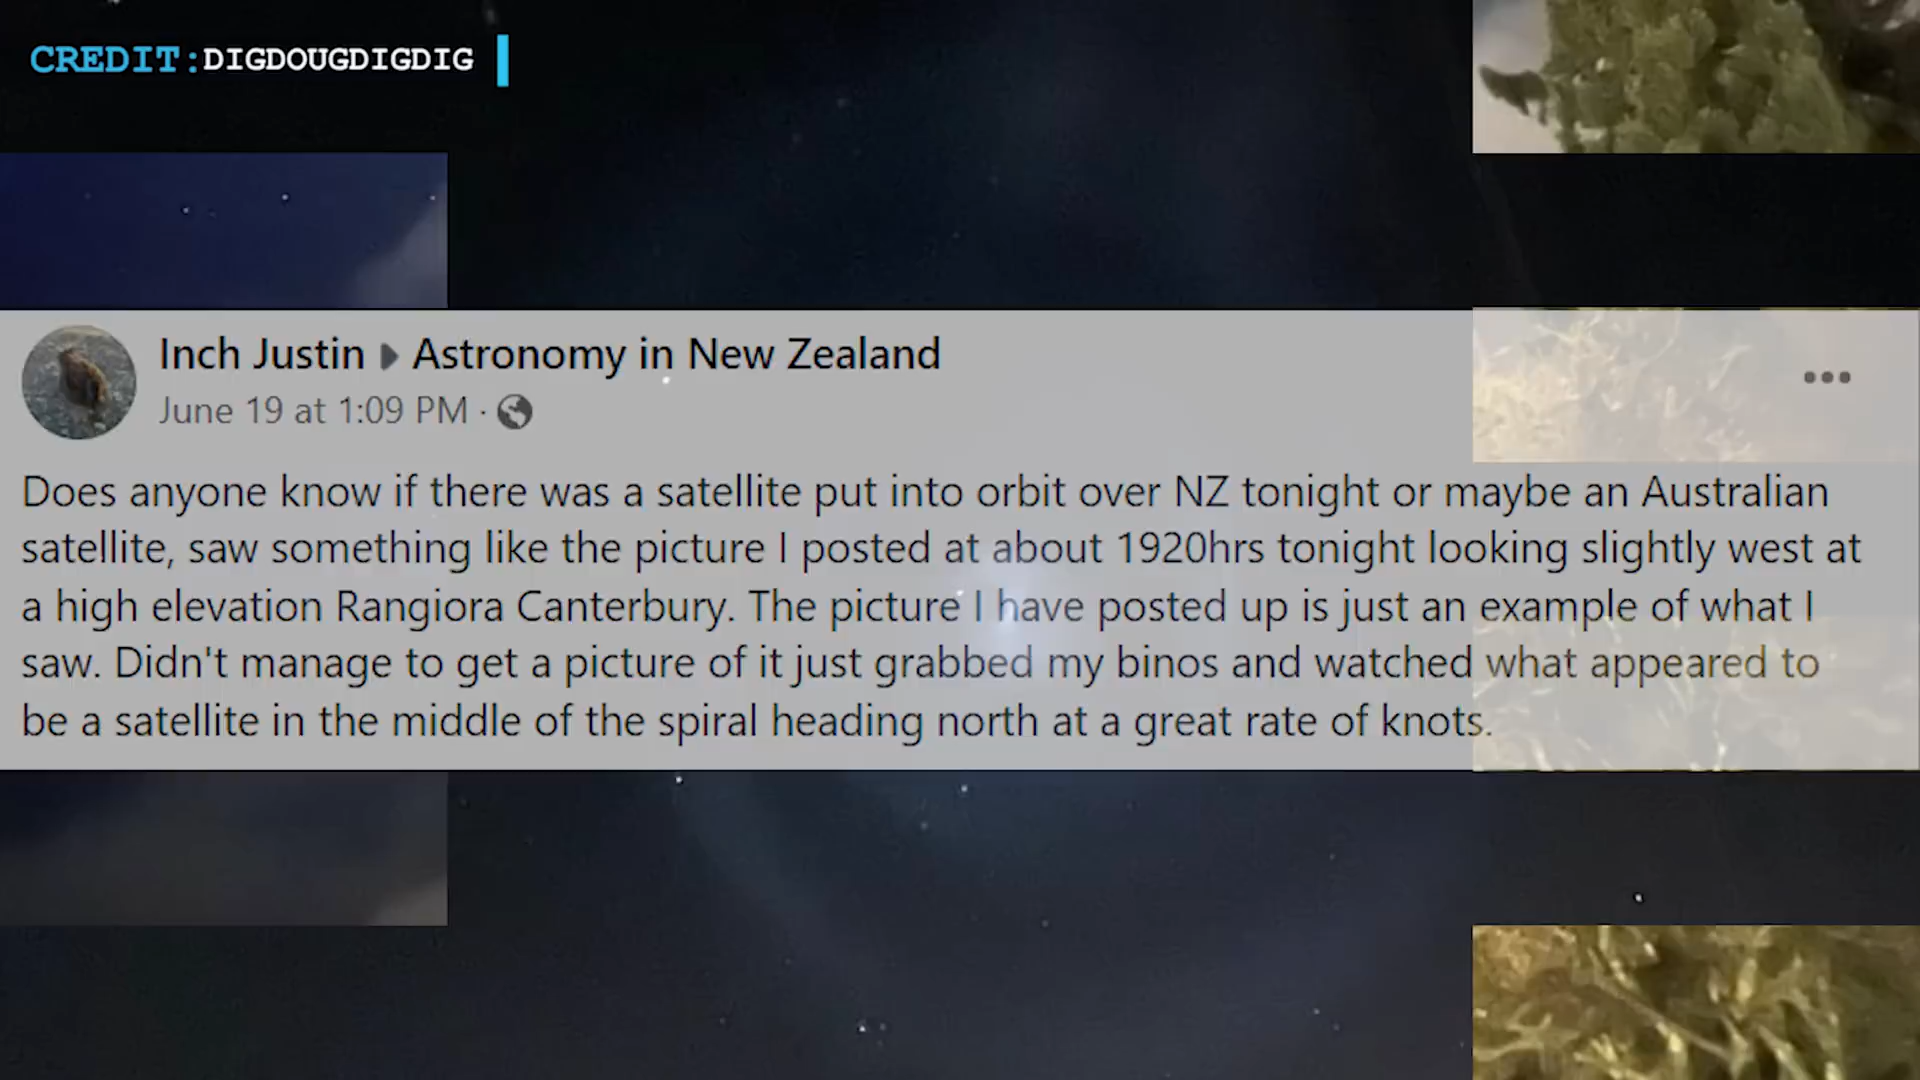 CREDIT:DIGDOUGDIGDIG
Inch Justin ▸ Astronomy in New Zealand
June 19 at 1:09 PM ·
Does anyone know if there was a satellite put into orbit over NZ tonight or maybe an Australian
satellite, saw something like the picture I posted at about 1920hrs tonight looking slightly west at
a high elevation Rangiora Canterbury. The picture I have posted up is just an example of what I
saw. Didn't manage to get a picture of it just grabbed my binos and watched what appeared to
be a satellite in the middle of the spiral heading north at a great rate of knots.